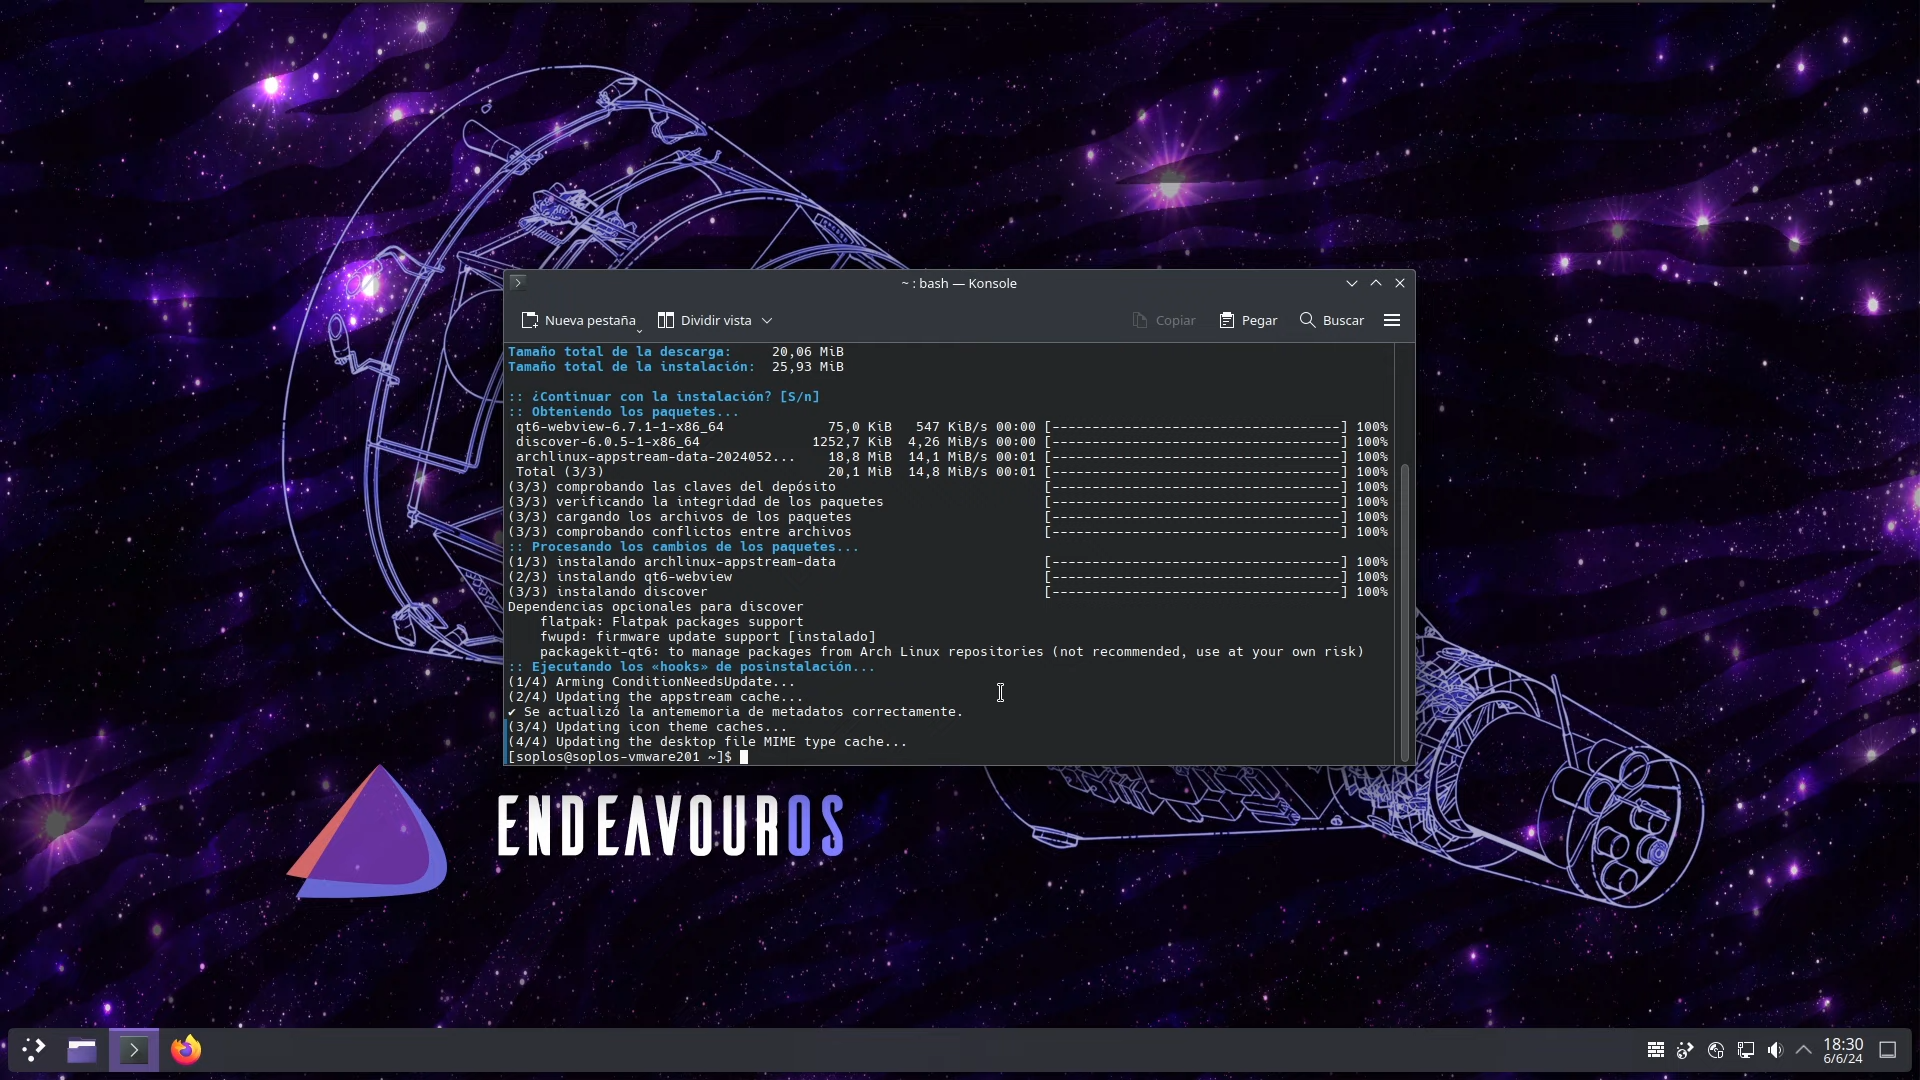 ~ : bash — Konsole
Nueva pestaña Dividir vista Copiar Pegar Buscar
Tamaño total de la descarga: 20,06 MiB
Tamaño total de la instalación: 25,93 MiB
:: ¿Continuar con la instalación? [S/n]
:: Obteniendo los paquetes...
qt6-webview-6.7.1-1-x86_64 75,0 KiB 547 KiB/s 00:00 [------------------------------------] 100%
discover-6.0.5-1-x86_64 1252,7 KiB 4,26 MiB/s 00:00 [------------------------------------] 100%
archlinux-appstream-data-2024052... 18,8 MiB 14,1 MiB/s 00:01 [------------------------------------] 100%
Total (3/3) 20,1 MiB 14,8 MiB/s 00:01 [------------------------------------] 100%
(3/3) comprobando las claves del depósito [------------------------------------] 100%
(3/3) verificando la integridad de los paquetes [------------------------------------] 100%
(3/3) cargando los archivos de los paquetes [------------------------------------] 100%
(3/3) comprobando conflictos entre archivos [------------------------------------] 100%
:: Procesando los cambios de los paquetes...
(1/3) instalando archlinux-appstream-data [------------------------------------] 100%
(2/3) instalando qt6-webview [------------------------------------] 100%
(3/3) instalando discover [------------------------------------] 100%
Dependencias opcionales para discover
flatpak: Flatpak packages support
fwupd: firmware update support [instalado]
packagekit-qt6: to manage packages from Arch Linux repositories (not recommended, use at your own risk)
:: Ejecutando los «hooks» de posinstalación...
(1/4) Arming ConditionNeedsUpdate...
(2/4) Updating the appstream cache...
✔ Se actualizó la antememoria de metadatos correctamente.
(3/4) Updating icon theme caches...
(4/4) Updating the desktop file MIME type cache...
[soplos@soplos-vmware201 ~]$
ENDEAVOUROS
18:30
6/6/24